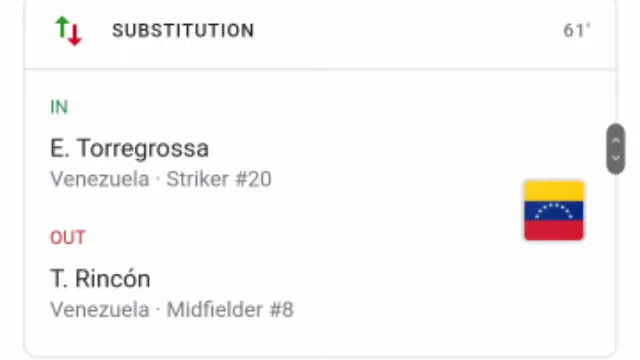 SUBSTITUTION 61'
IN
E. Torregrossa
Venezuela · Striker #20
OUT
T. Rincón
Venezuela · Midfielder #8